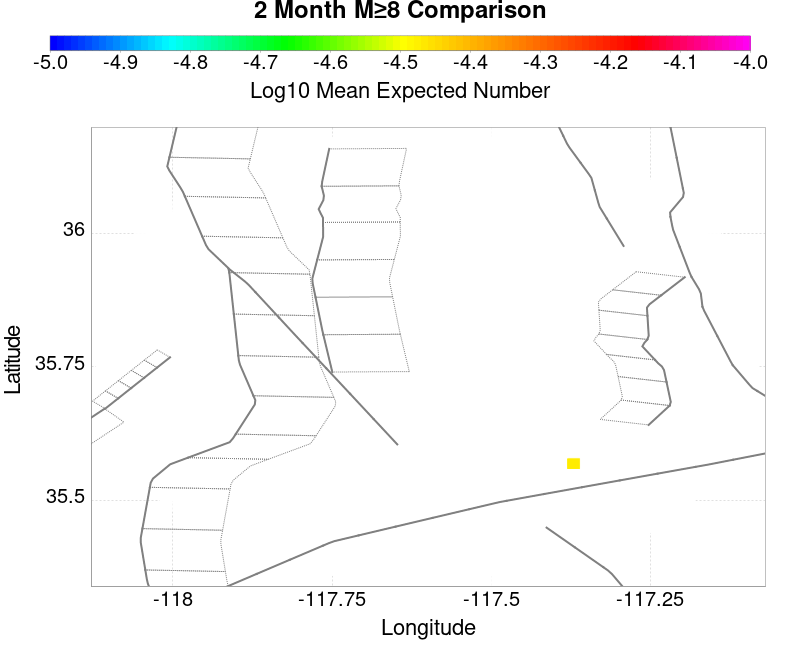 2 Month M≥8 Comparison
-5.0 -4.9 -4.8 -4.7 -4.6 -4.5 -4.4 -4.3 -4.2 -4.1 -4.0
Log10 Mean Expected Number
36
35.75
35.5
Latitude
-118 -117.75 -117.5 -117.25
Longitude